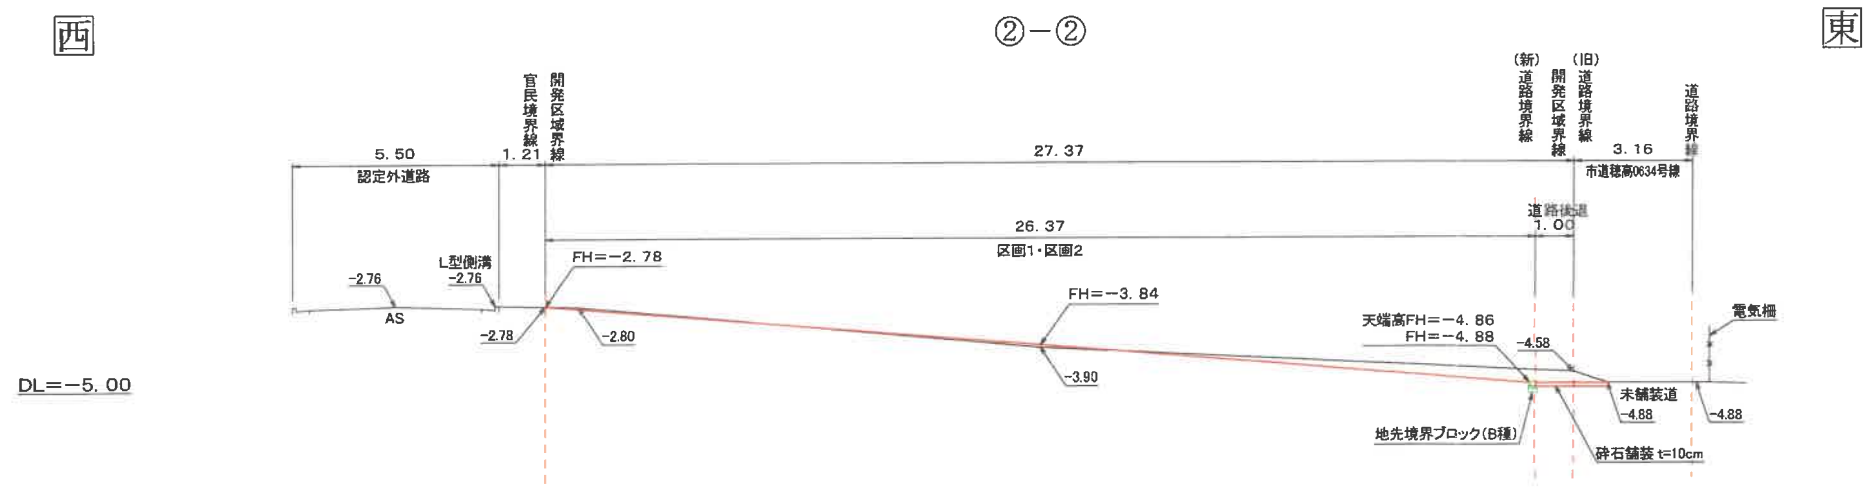 西
②－②
東
官民境界線
開発区域界線
(新)道路境界線
開発区域界線
(旧)道路境界線
道路境界線
5.50
1.21
27.37
3.16
認定外道路
市道穂高0634号線
道路後退
26.37
1.00
区画1・区画2
L型側溝
-2.76
-2.76
FH=-2.78
AS
-2.78
-2.80
FH=-3.84
-3.90
天端高FH=-4.86
FH=-4.88
-4.58
電気柵
DL=-5.00
未舗装道
-4.88
-4.88
地先境界ブロック(B種)
砕石舗装 t=10cm